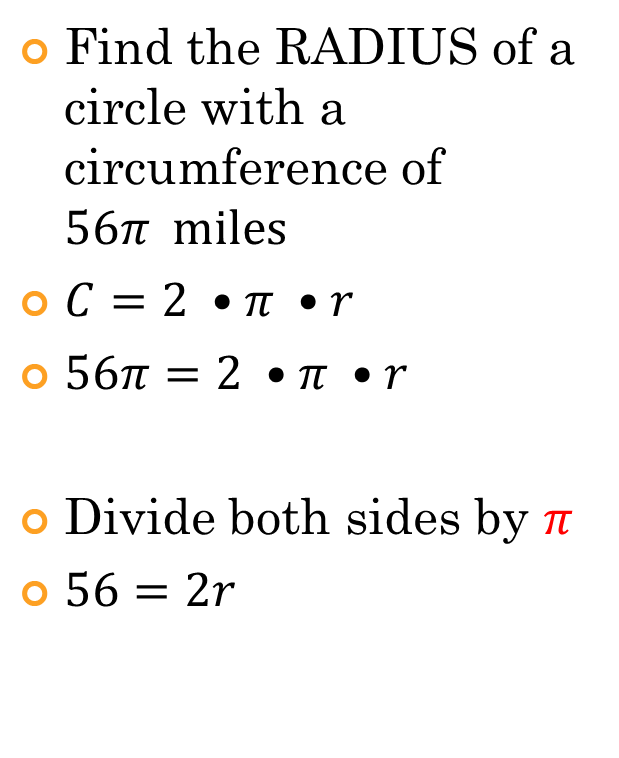 Find the RADIUS of a
circle with a
circumference of
56𝜋 miles
𝐶 = 2 • 𝜋 • 𝑟
56𝜋 = 2 • 𝜋 • 𝑟
Divide both sides by 𝜋
56 = 2𝑟